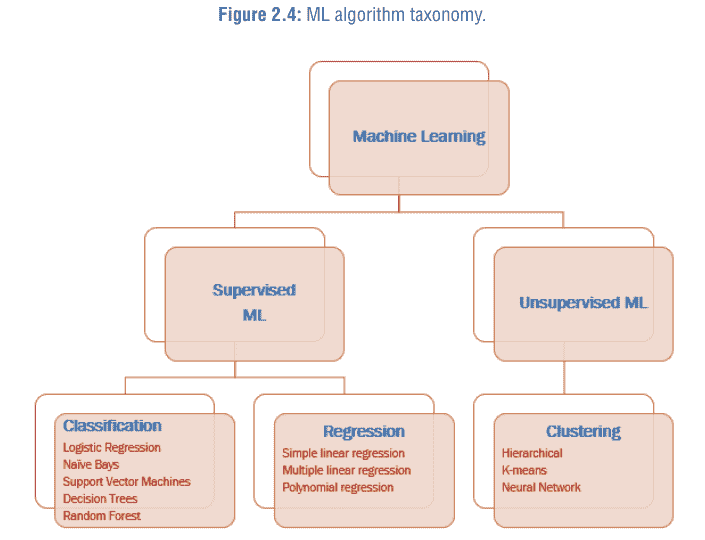 Figure 2.4: ML algorithm taxonomy.
Machine Learning
Supervised
ML
Unsupervised ML
Classification
Logistic Regression
Naïve Bays
Support Vector Machines
Decision Trees
Random Forest
Regression
Simple linear regression
Multiple linear regression
Polynomial regression
Clustering
Hierarchical
K-means
Neural Network